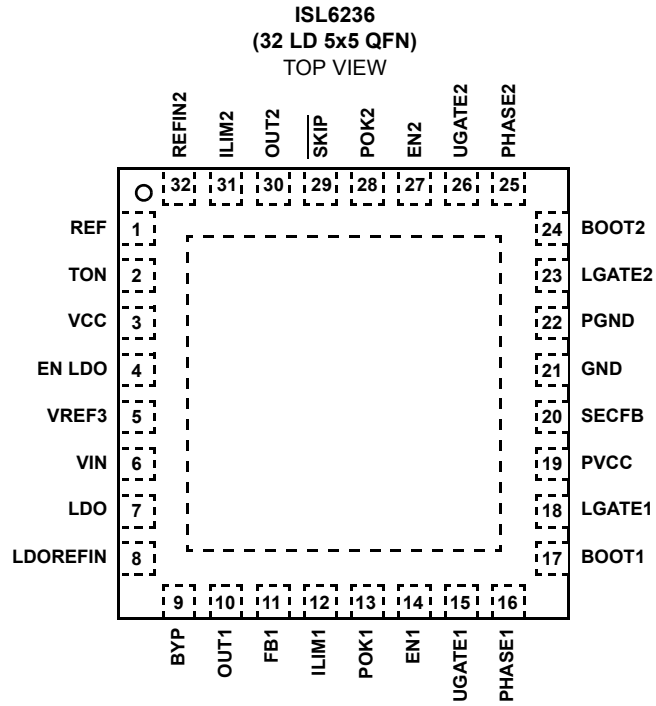 ISL6236
(32 LD 5x5 QFN)
TOP VIEW
REFIN2
ILIM2
OUT2
SKIP
POK2
EN2
UGATE2
PHASE2
32 31 30 29 28 27 26 25
REF 1
TON 2
VCC 3
EN LDO 4
VREF3 5
VIN 6
LDO 7
LDOREFIN 8
24 BOOT2
23 LGATE2
22 PGND
21 GND
20 SECFB
19 PVCC
18 LGATE1
17 BOOT1
9 10 11 12 13 14 15 16
BYP
OUT1
FB1
ILIM1
POK1
EN1
UGATE1
PHASE1